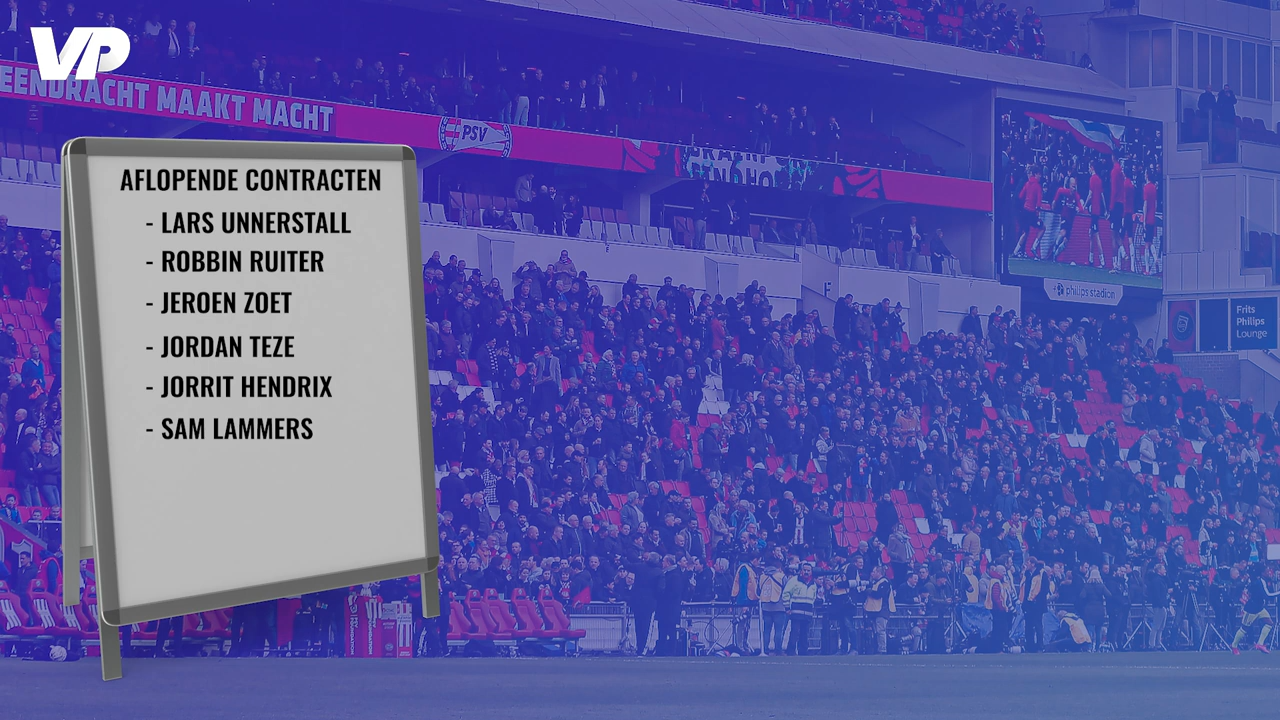 VP
EENDRACHT MAAKT MACHT
PSV
AFLOPENDE CONTRACTEN
- LARS UNNERSTALL
- ROBBIN RUITER
- JEROEN ZOET
- JORDAN TEZE
- JORRIT HENDRIX
- SAM LAMMERS
F
philips stadion
Frits
Philips
Lounge